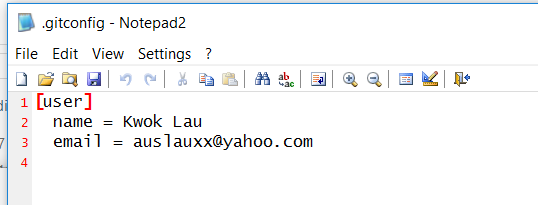 .gitconfig - Notepad2
File Edit View Settings ?
1 [user]
2 name = Kwok Lau
3 email = auslauxx@yahoo.com
4